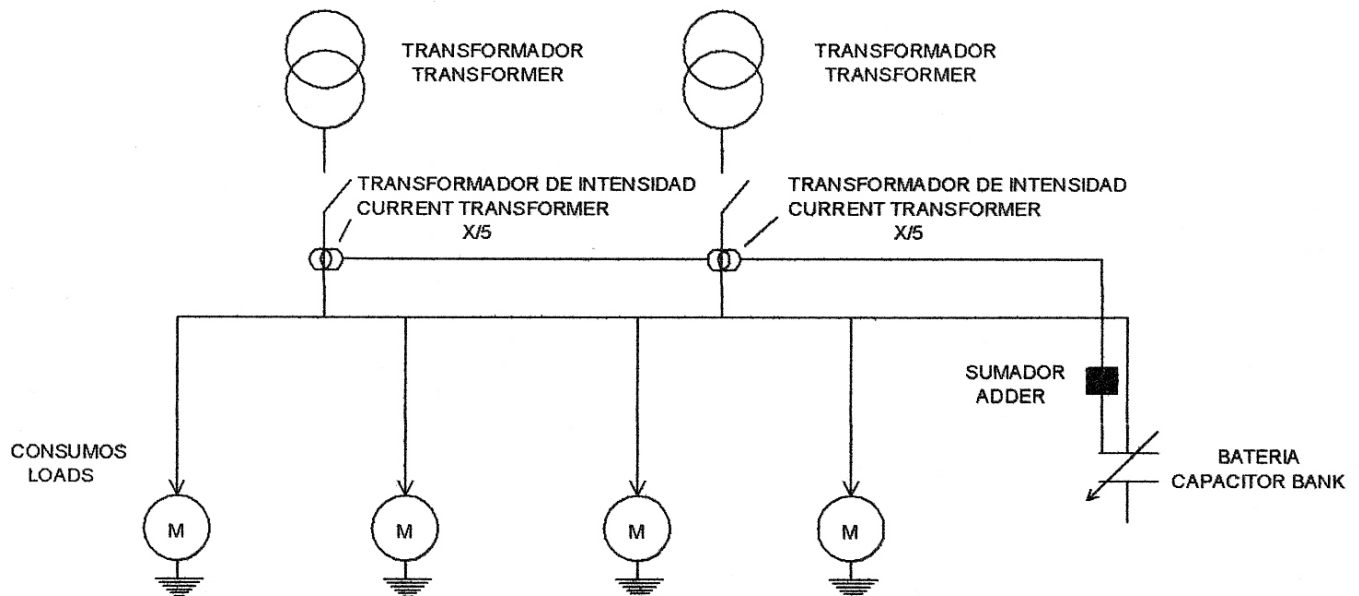 TRANSFORMADOR
TRANSFORMER
TRANSFORMADOR
TRANSFORMER
TRANSFORMADOR DE INTENSIDAD
CURRENT TRANSFORMER
X/5
TRANSFORMADOR DE INTENSIDAD
CURRENT TRANSFORMER
X/5
SUMADOR
ADDER
CONSUMOS
LOADS
BATERIA
CAPACITOR BANK
M
M
M
M